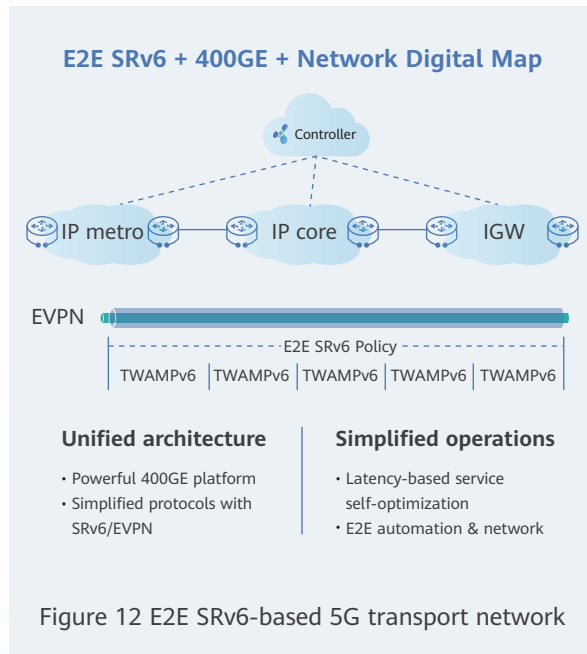 E2E SRv6 + 400GE + Network Digital Map
Controller
IP metro
IP core
IGW
EVPN
E2E SRv6 Policy
TWAMPv6
TWAMPv6
TWAMPv6
TWAMPv6
TWAMPv6
Unified architecture
• Powerful 400GE platform
• Simplified protocols with
SRv6/EVPN
Simplified operations
• Latency-based service
self-optimization
• E2E automation & network
Figure 12 E2E SRv6-based 5G transport network